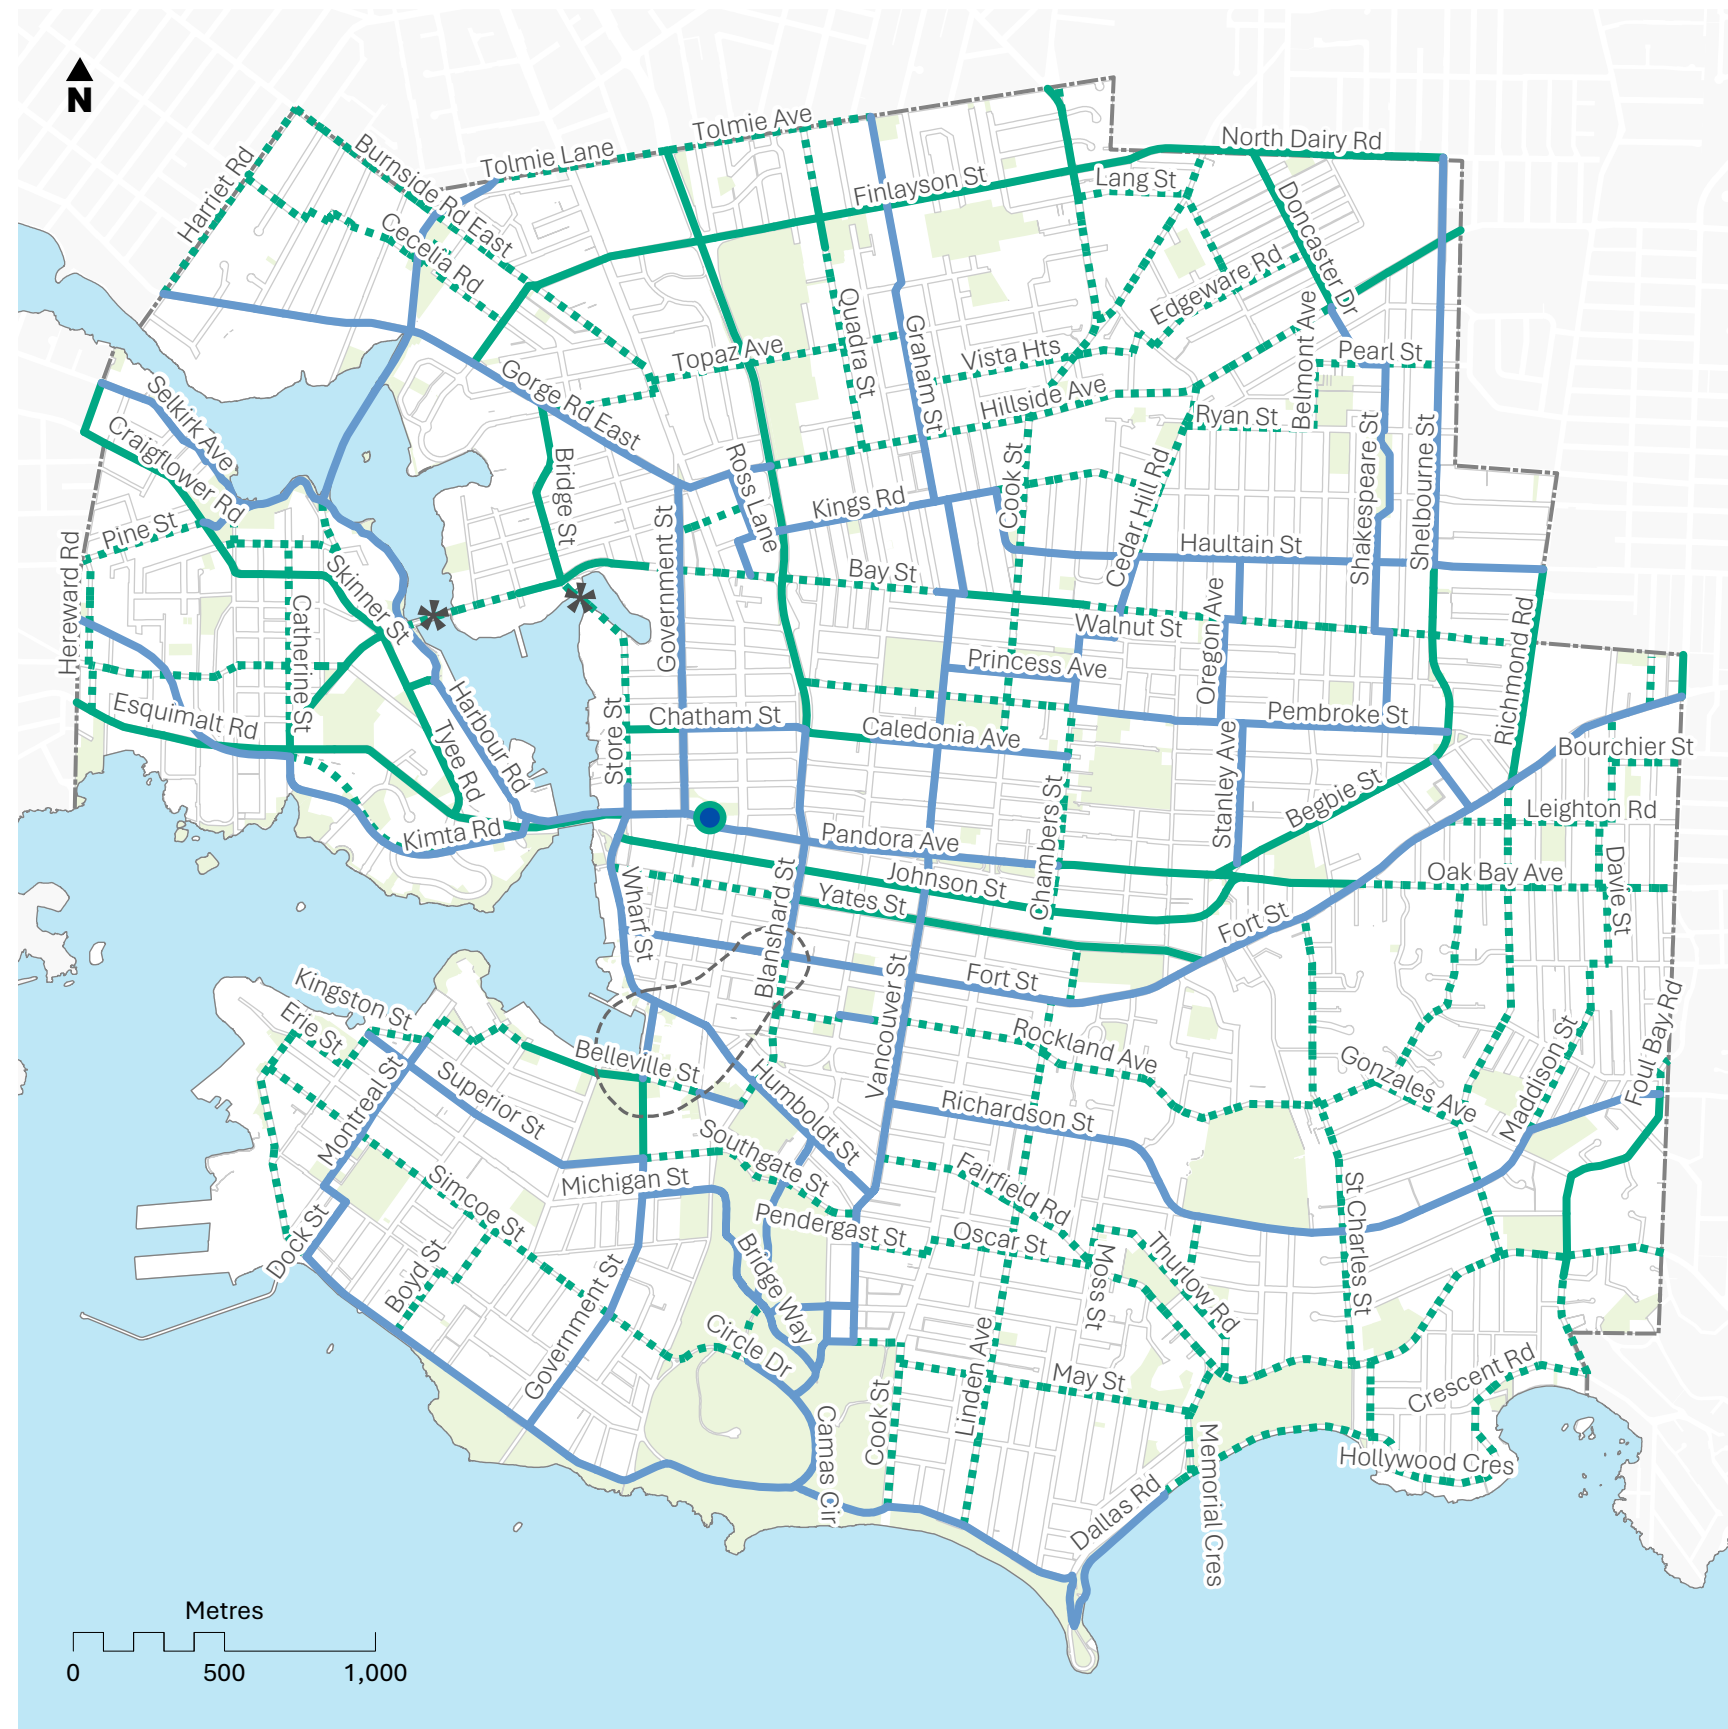 N
Tolmie Ave
North Dairy Rd
Burnside Rd East
Tolmie Lane
Harriet Rd
Finlayson St
Lang St
Cecelia Rd
Doncaster Dr
Edgeware Rd
Quadra St
Graham St
Belmont Ave
Topaz Ave
Vista Hts
Pearl St
Selkirk Ave
Gorge Rd East
Hillside Ave
Ryan St
Craigflower Rd
Bridge St
Ross Lane
Kings Rd
Cook St
Cedar Hill Rd
Shakespeare St
Shelbourne St
Pine St
Government St
Haultain St
Hereward Rd
Skinner St
Bay St
Catherine St
Walnut St
Oregon Ave
Richmond Rd
Princess Ave
Esquimalt Rd
Harbour Rd
Chatham St
Store St
Caledonia Ave
Pembroke St
Tyee Rd
Bourchier St
Stanley Ave
Begbie St
Chambers St
Leighton Rd
Kimta Rd
Pandora Ave
Johnson St
Oak Bay Ave
Davie St
Yates St
Wharf St
Blanshard St
Fort St
Fort St
Vancouver St
Kingston St
Erie St
Rockland Ave
Belleville St
Humboldt St
Gonzales Ave
Maddison St
Foul Bay Rd
Superior St
Montreal St
Richardson St
Southgate St
Michigan St
Simcoe St
Fairfield Rd
St Charles St
Pendergast St
Oscar St
Dock St
Boyd St
Bridge Way
Moss St
Thurlow Rd
Government St
Circle Dr
Linden Ave
May St
Crescent Rd
Cook St
Camas Cir
Memorial Cres
Hollywood Cres
Dallas Rd
Metres
0 500 1,000